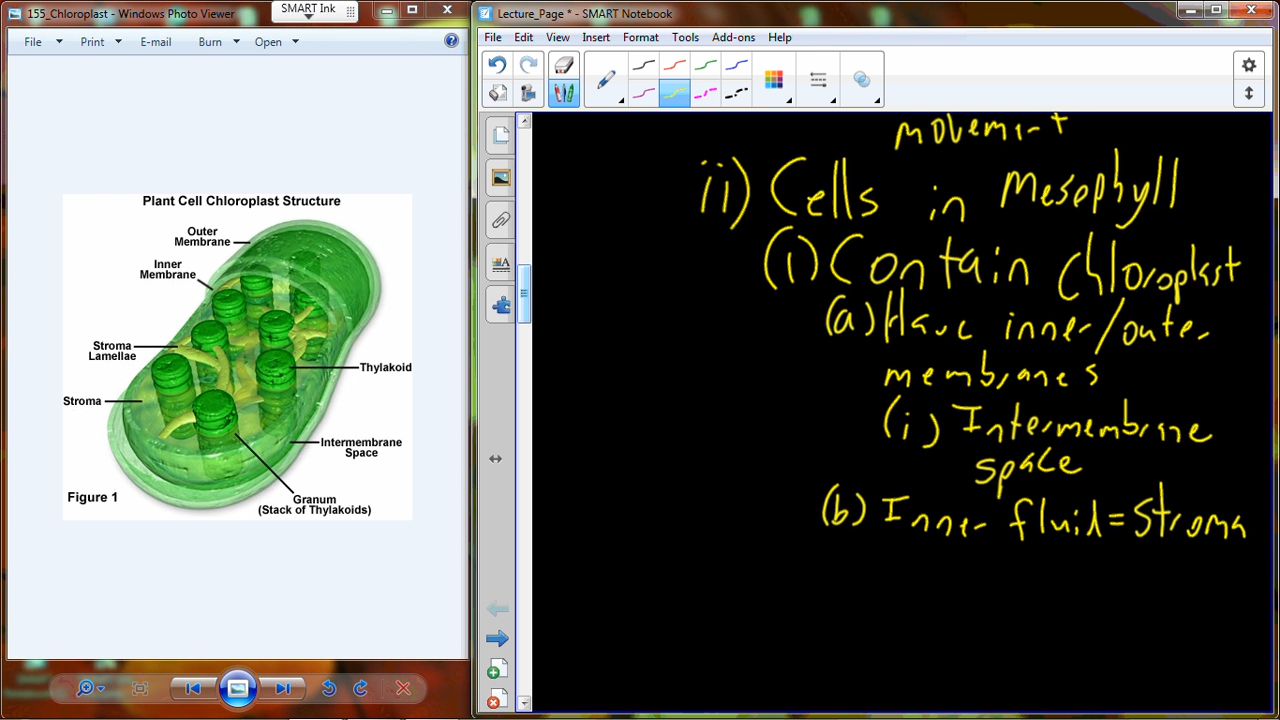 155_Chloroplast - Windows Photo Viewer
SMART Ink
File Print E-mail Burn Open
Plant Cell Chloroplast Structure
Outer
Membrane
Inner
Membrane
Stroma
Lamellae
Thylakoid
Stroma
Intermembrane
Space
Granum
(Stack of Thylakoids)
Figure 1
Lecture_Page * - SMART Notebook
File Edit View Insert Format Tools Add-ons Help
movement
ii) Cells in Mesophyll
(1) Contain Chloroplast
(a) Have inner/outer
membranes
(i) Intermembrane
space
(b) Inner fluid = Stroma